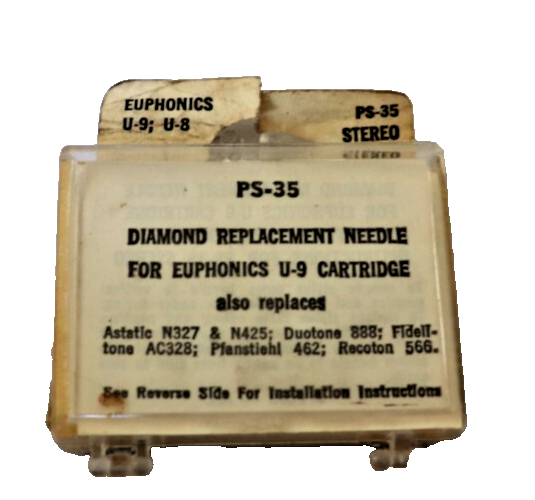 EUPHONICS
U-9; U-8
PS-35
STEREO
PS-35
DIAMOND REPLACEMENT NEEDLE
FOR EUPHONICS U-9 CARTRIDGE
also replaces
Astatic N327 & N425; Duotone 888; Fideli-
tone AC328; Pfanstiehl 462; Recoton 566.
See Reverse Side For Installation Instructions